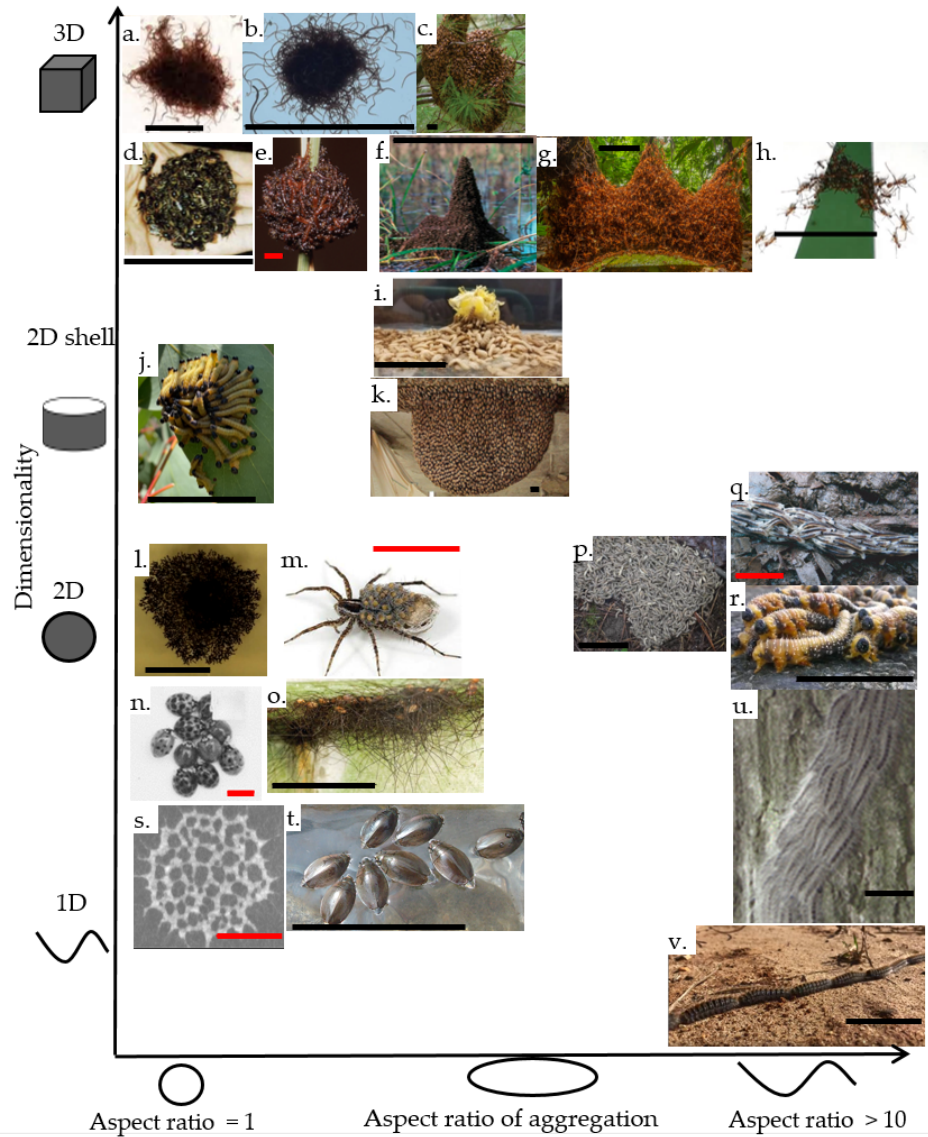 3D
a.
b.
c.
d.
e.
f.
g.
h.
i.
2D shell
j.
k.
Dimensionality
q.
l.
m.
p.
2D
r.
n.
o.
u.
s.
t.
1D
v.
Aspect ratio = 1
Aspect ratio of aggregation
Aspect ratio > 10